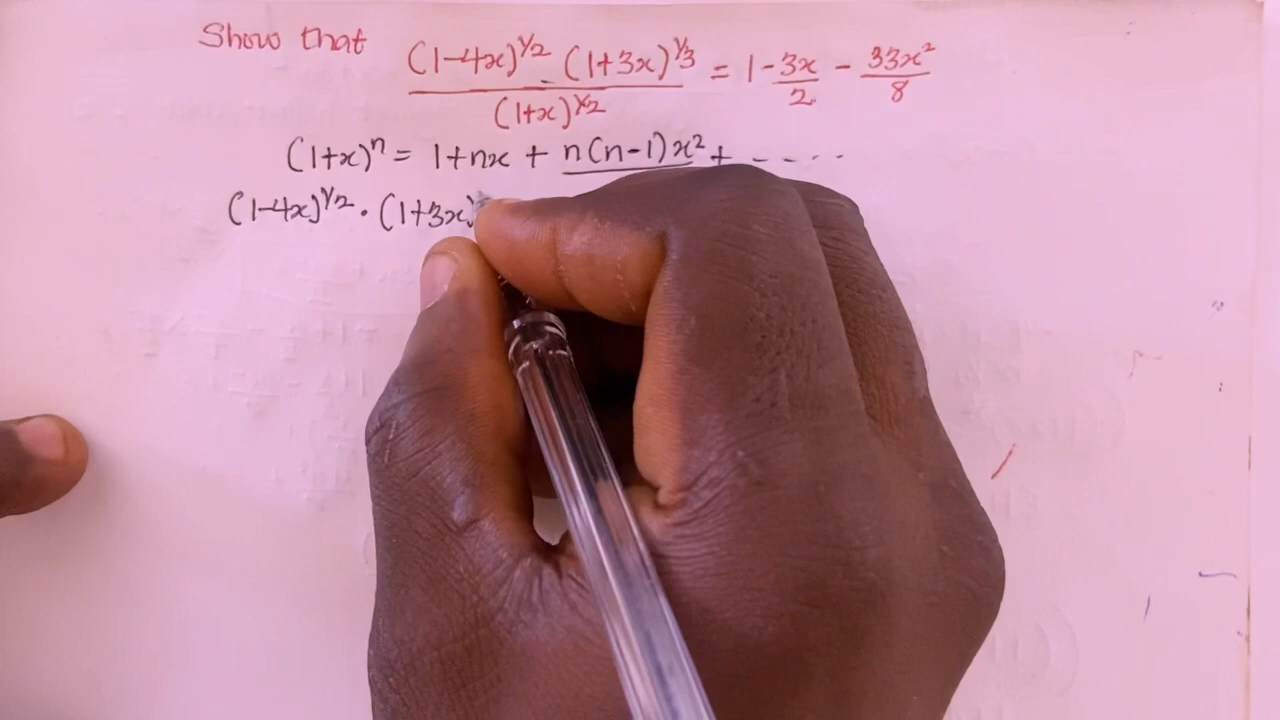 Show that (1-4x)^½ (1+3x)^⅓ / (1+x)^½ = 1 - 3x/2 - 33x²/8
(1+x)ⁿ = 1+nx + n(n-1)x² + - - - -
(1-4x)^½ · (1+3x)